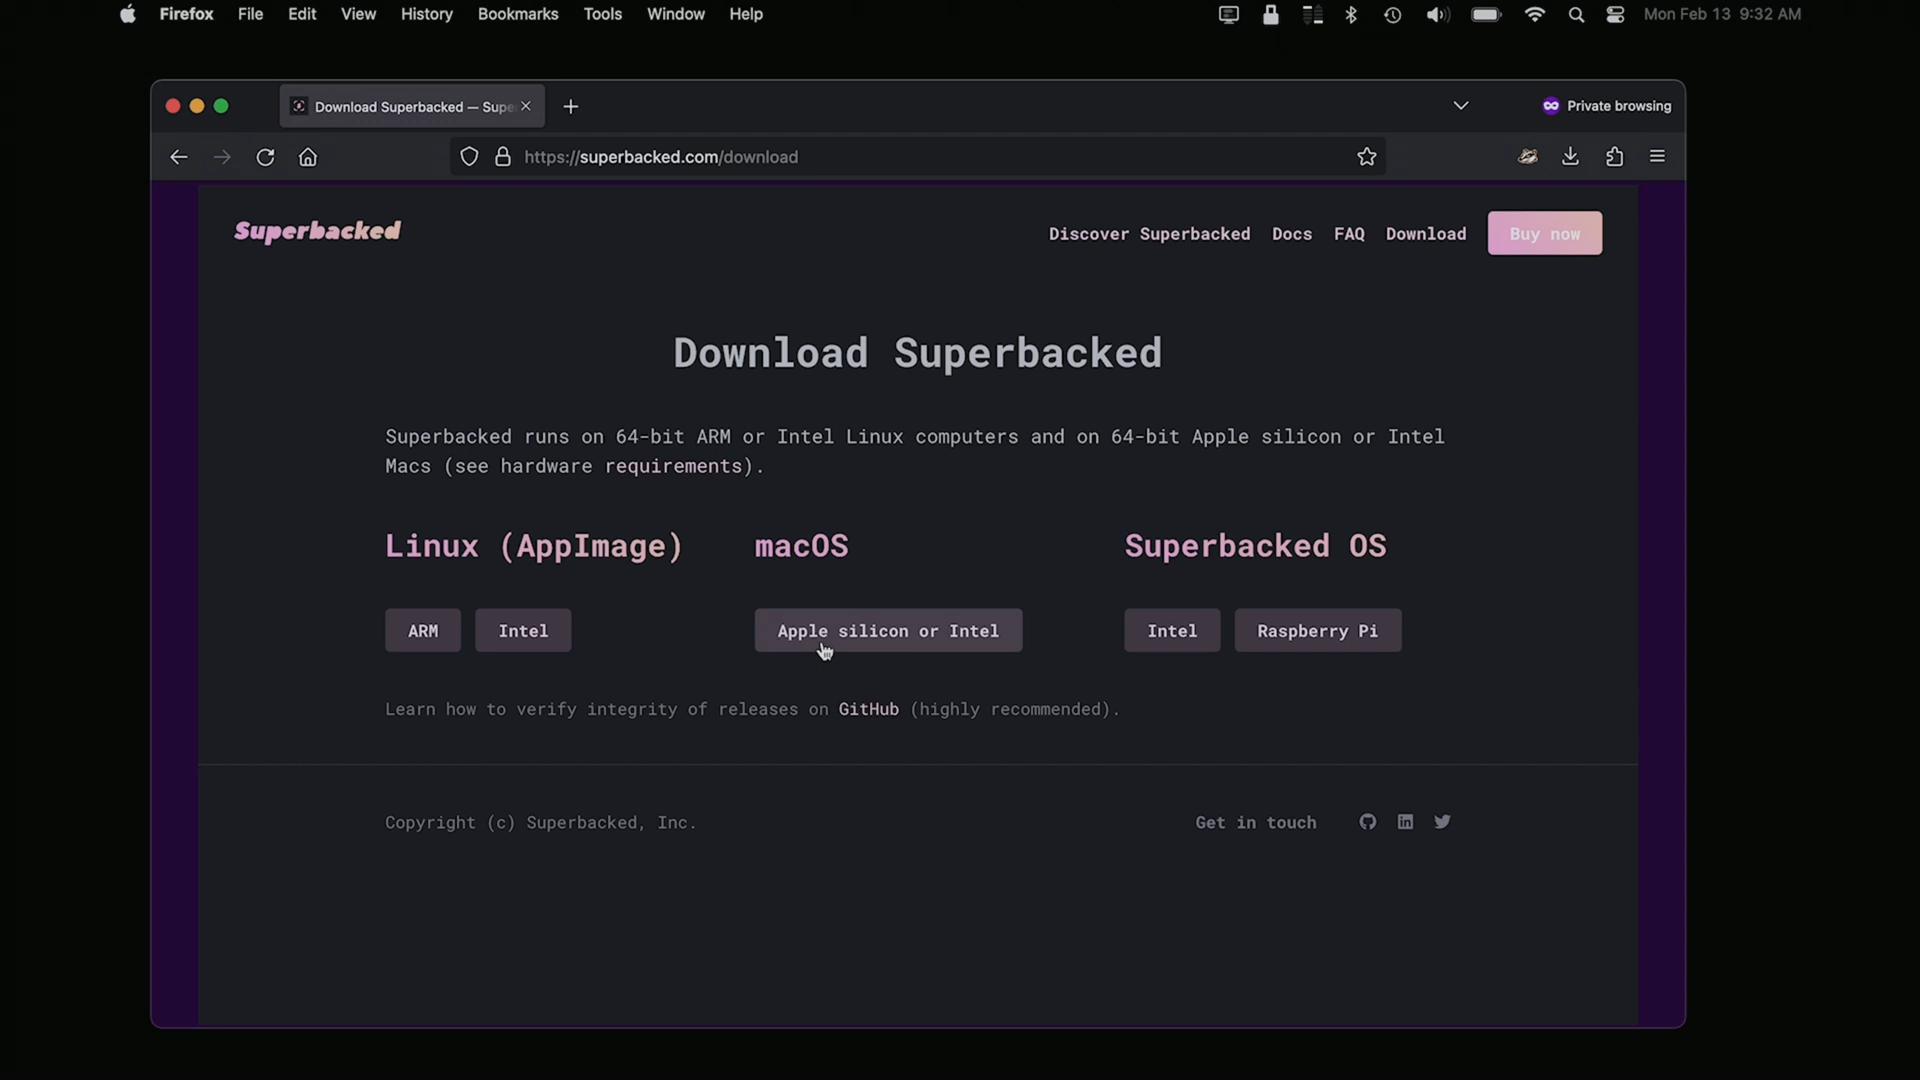 Firefox File Edit View History Bookmarks Tools Window Help Mon Feb 13 9:32 AM
Download Superbacked — Supe Private browsing
https://superbacked.com/download
Superbacked Discover Superbacked Docs FAQ Download Buy now
Download Superbacked
Superbacked runs on 64-bit ARM or Intel Linux computers and on 64-bit Apple silicon or Intel
Macs (see hardware requirements).
Linux (AppImage) macOS Superbacked OS
ARM Intel Apple silicon or Intel Intel Raspberry Pi
Learn how to verify integrity of releases on GitHub (highly recommended).
Copyright (c) Superbacked, Inc. Get in touch